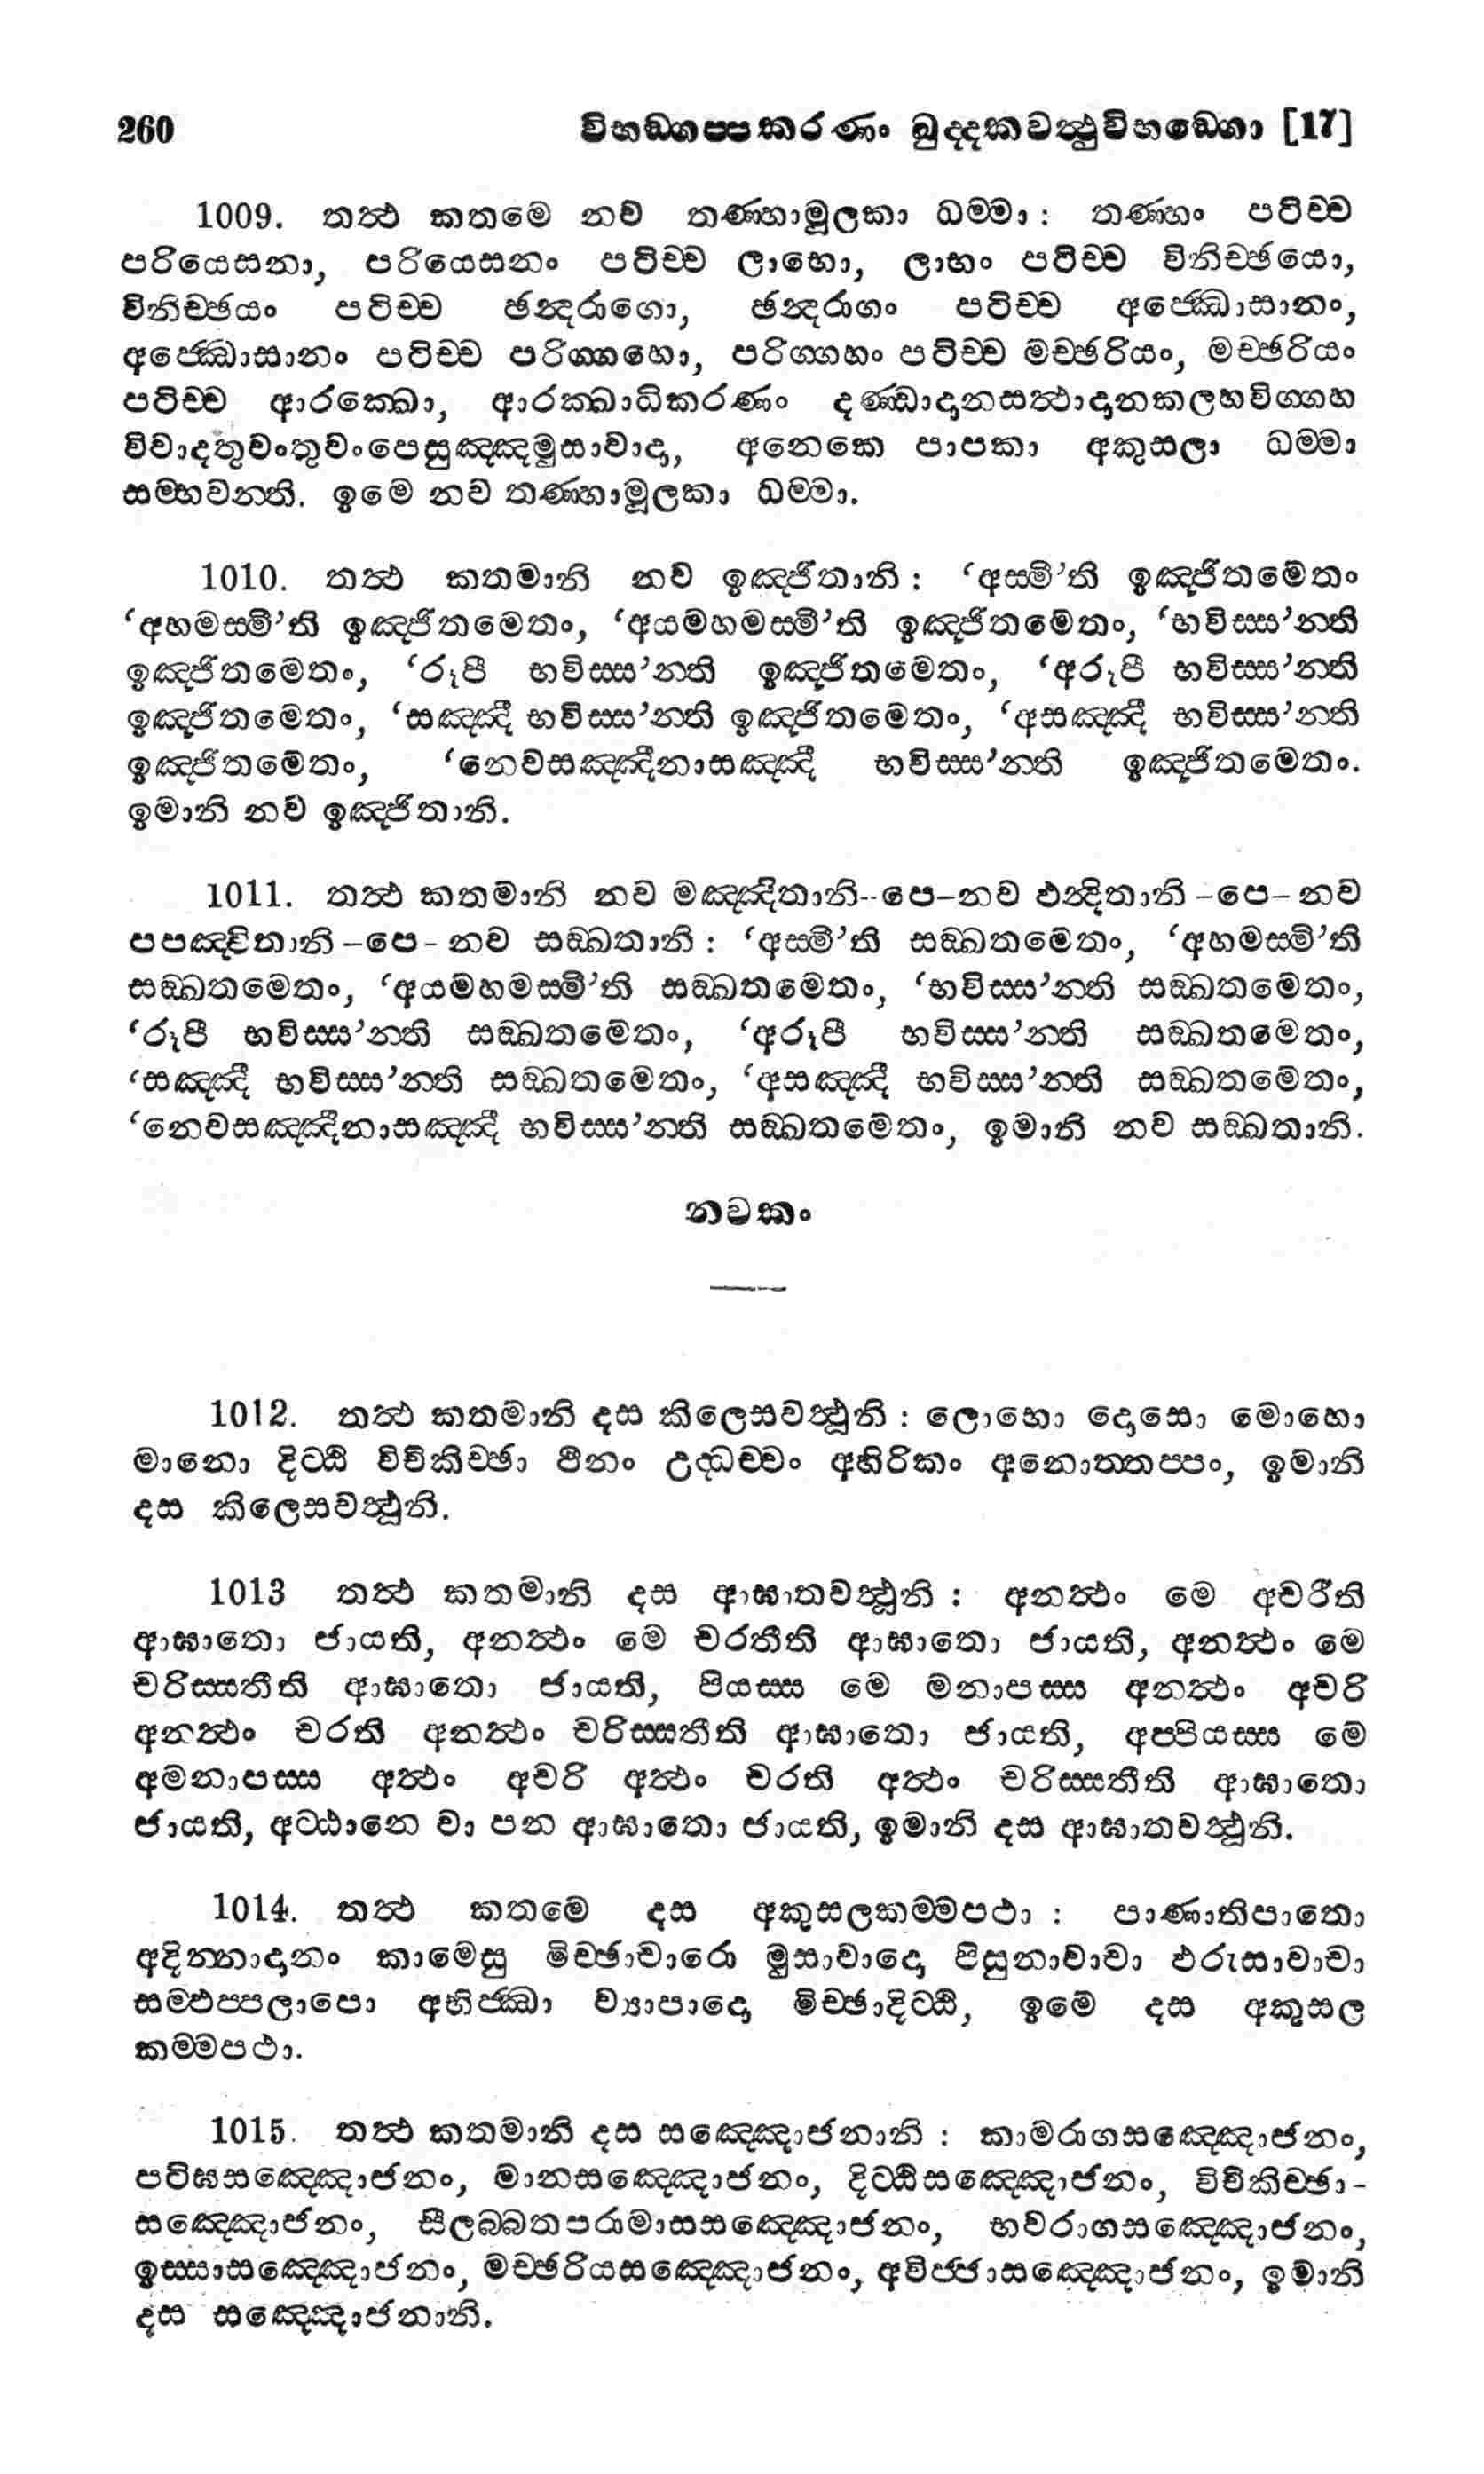 260 විභඞ්ගප්පකරණං ඛුද්දකවත්ථුවිභඞ්ගො [17]
1009. තත්ථ කතමෙ නව තණ්හාමූලකා ධම්මා : තණ්හං පටිච්ච
පරියෙසනා, පරියෙසනං පටිච්ච ලාභො, ලාභං පටිච්ච විනිච්ඡයො,
විනිච්ඡයං පටිච්ච ඡන්දරාගො, ඡන්දරාගං පටිච්ච අජ්ඣොසානං,
අජ්ඣොසානං පටිච්ච පරිග්ගහො, පරිග්ගහං පටිච්ච මච්ඡරියං, මච්ඡරියං
පටිච්ච ආරක්ඛො, ආරක්ඛාධිකරණං දණ්ඩාදානසත්ථාදානකලහවිග්ගහ
විවාදතුවංතුවංපෙසුඤ්ඤමුසාවාදා, අනෙකෙ පාපකා අකුසලා ධම්මා
සම්භවන්ති. ඉමෙ නව තණ්හාමූලකා ධම්මා.
1010. තත්ථ කතමානි නව ඉඤ්ජිතානි : ‘අස්මී’ති ඉඤ්ජිතමෙතං
‘අහමස්මී’ති ඉඤ්ජිතමෙතං, ‘අයමහමස්මී’ති ඉඤ්ජිතමෙතං, ‘භවිස්ස’න්ති
ඉඤ්ජිතමෙතං, ‘රූපී භවිස්ස’න්ති ඉඤ්ජිතමෙතං, ‘අරූපී භවිස්ස’න්ති
ඉඤ්ජිතමෙතං, ‘සඤ්ඤී භවිස්ස’න්ති ඉඤ්ජිතමෙතං, ‘අසඤ්ඤී භවිස්ස’න්ති
ඉඤ්ජිතමෙතං, ‘නෙවසඤ්ඤීනාසඤ්ඤී භවිස්ස’න්ති ඉඤ්ජිතමෙතං.
ඉමානි නව ඉඤ්ජිතානි.
1011. තත්ථ කතමානි නව මඤ්ඤිතානි--පෙ–නව ඵන්දිතානි –පෙ– නව
පපඤ්චිතානි –පෙ- නව සඞ්ඛතානි : ‘අස්මී’ති සඞ්ඛතමෙතං, ‘අහමස්මි’ති
සඞ්ඛතමෙතං, ‘අයමහමස්මී’ති සඞ්ඛතමෙතං, ‘භවිස්ස’න්ති සඞ්ඛතමෙතං,
‘රූපී භවිස්ස’න්ති සඞ්ඛතමෙතං, ‘අරූපී භවිස්ස’න්ති සඞ්ඛතමෙතං,
‘සඤ්ඤී භවිස්ස’න්ති සඞ්ඛතමෙතං, ‘අසඤ්ඤී භවිස්ස’න්ති සඞ්ඛතමෙතං,
‘නෙවසඤ්ඤීනාසඤ්ඤී භවිස්ස’න්ති සඞ්ඛතමෙතං, ඉමානි නව සඞ්ඛතානි.
නවකං
1012. තත්ථ කතමානි දස කිලෙසවත්ථූනි : ලොභො දොසො මොහො
මානො දිට්ඨි විචිකිච්ඡා ථීනං උද්ධච්චං අහිරිකං අනොත්තප්පං, ඉමානි
දස කිලෙසවත්ථූනි.
1013 තත්ථ කතමානි දස ආඝාතවත්ථූනි : අනත්ථං මෙ අචරීති
ආඝාතො ජායති, අනත්ථං මෙ චරතීති ආඝාතො ජායති, අනත්ථං මෙ
චරිස්සතීති ආඝාතො ජායති, පියස්ස මෙ මනාපස්ස අනත්ථං අචරි
අනත්ථං චරති අනත්ථං චරිස්සතීති ආඝාතො ජායති, අප්පියස්ස මෙ
අමනාපස්ස අත්ථං අචරි අත්ථං චරති අත්ථං චරිස්සතීති ආඝාතො
ජායති, අට්ඨානෙ වා පන ආඝාතො ජායති, ඉමානි දස ආඝාතවත්ථූනි.
1014. තත්ථ කතමෙ දස අකුසලකම්මපථා : පාණාතිපාතො
අදින්නාදානං කාමෙසු මිච්ඡාචාරො මුසාවාදො පිසුනාවාචා ඵරුසාවාචා
සම්ඵප්පලාපො අභිජ්ඣා ව්‍යාපාදො මිච්ඡාදිට්ඨි, ඉමෙ දස අකුසල
කම්මපථා.
1015. තත්ථ කතමානි දස සඤ්ඤොජනානි : කාමරාගසඤ්ඤොජනං,
පටිඝසඤ්ඤොජනං, මානසඤ්ඤොජනං, දිට්ඨිසඤ්ඤොජනං, විචිකිච්ඡා-
සඤ්ඤොජනං, සීලබ්බතපරාමාසසඤ්ඤොජනං, භවරාගසඤ්ඤොජනං,
ඉස්සාසඤ්ඤොජනං, මච්ඡරියසඤ්ඤොජනං, අවිජ්ජාසඤ්ඤොජනං, ඉමානි
දස සඤ්ඤොජනානි.